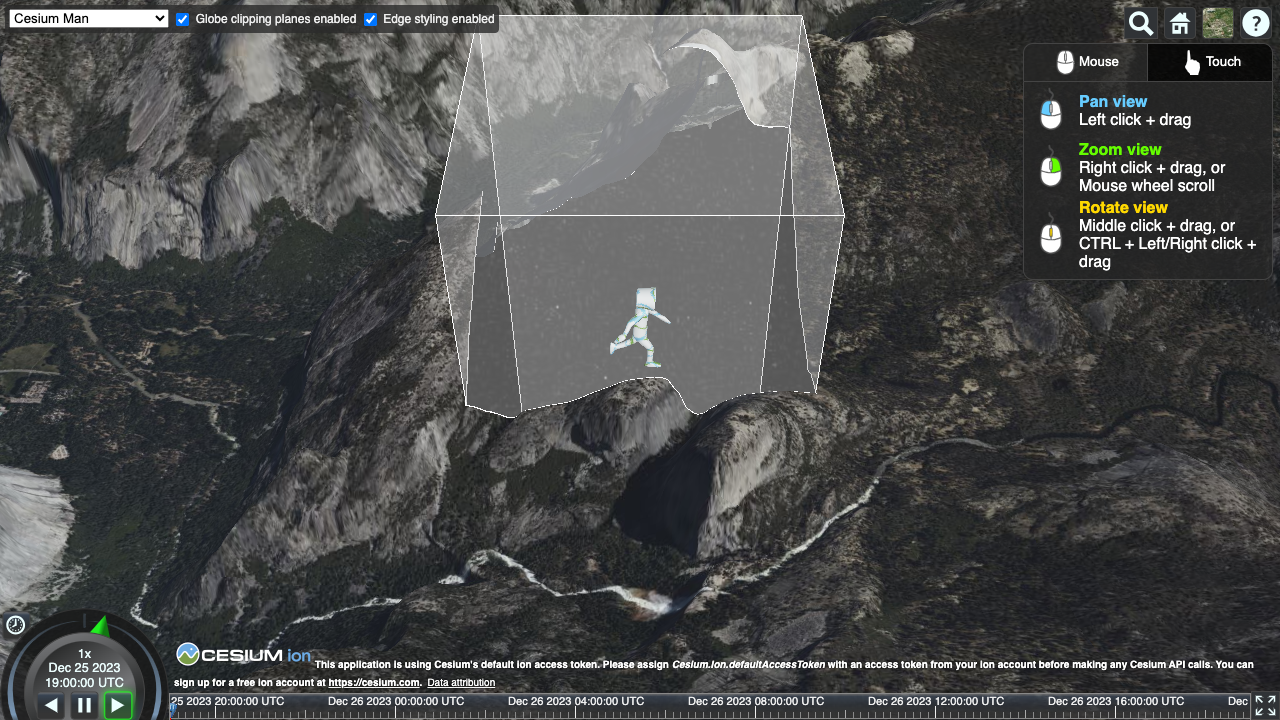 Cesium Man
Globe clipping planes enabled
Edge styling enabled
Mouse
Touch
Pan view
Left click + drag
Zoom view
Right click + drag, or
Mouse wheel scroll
Rotate view
Middle click + drag, or
CTRL + Left/Right click +
drag
1x
Dec 25 2023
19:00:00 UTC
CESIUM ion This application is using Cesium's default ion access token. Please assign Cesium.Ion.defaultAccessToken with an access token from your ion account before making any Cesium API calls. You can
sign up for a free ion account at https://cesium.com. Data attribution
25 2023 20:00:00 UTC Dec 26 2023 00:00:00 UTC Dec 26 2023 04:00:00 UTC Dec 26 2023 08:00:00 UTC Dec 26 2023 12:00:00 UTC Dec 26 2023 16:00:00 UTC Dec